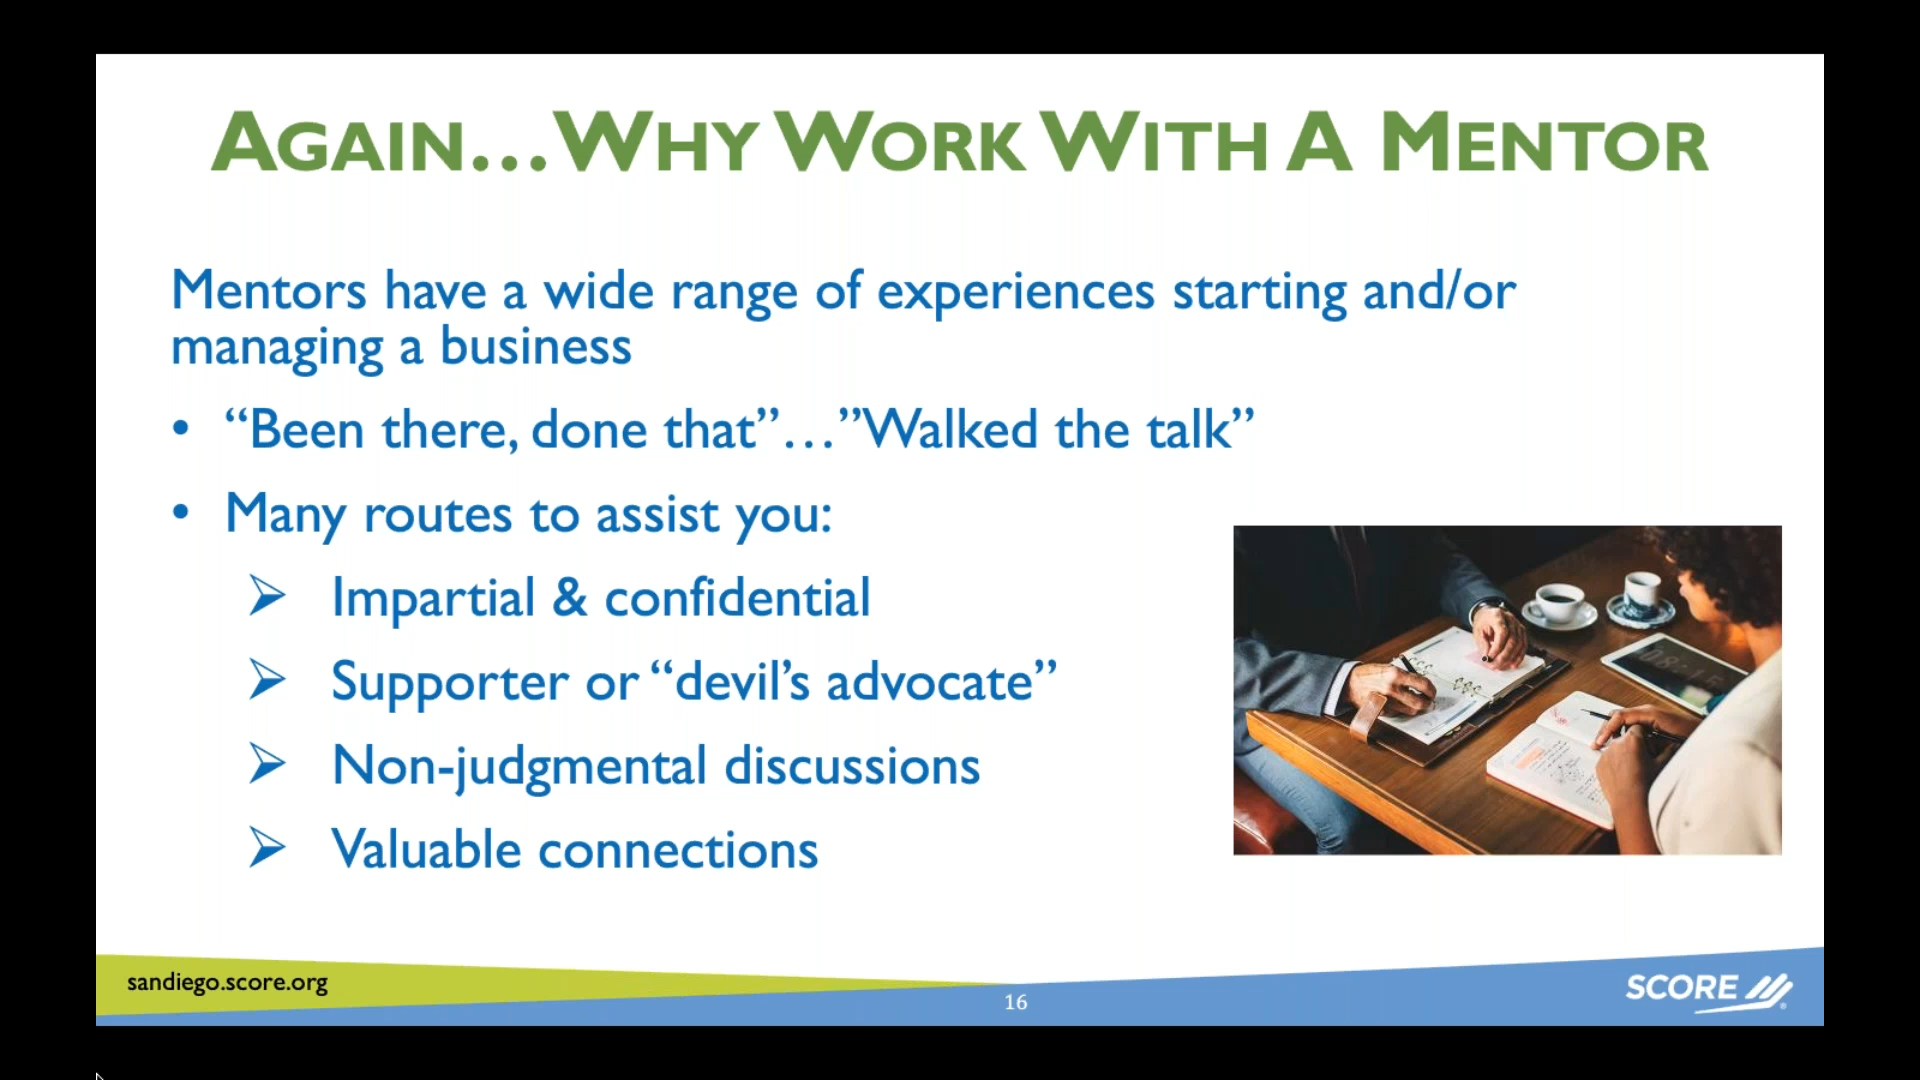 AGAIN…WHY WORK WITH A MENTOR
Mentors have a wide range of experiences starting and/or
managing a business
• “Been there, done that”…”Walked the talk”
• Many routes to assist you:
➢ Impartial & confidential
➢ Supporter or “devil’s advocate”
➢ Non-judgmental discussions
➢ Valuable connections
sandiego.score.org
16
SCORE